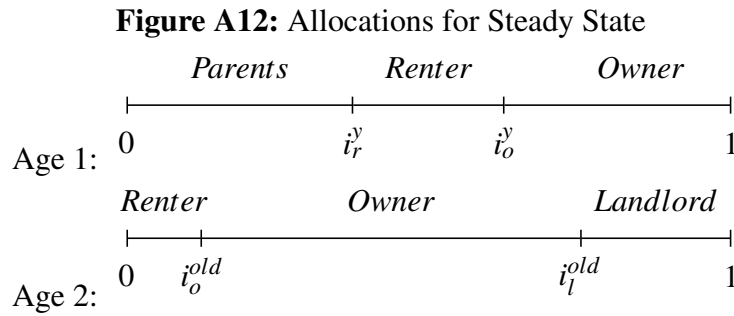 Figure A12: Allocations for Steady State
Parents Renter Owner
Age 1: 0 i_r^y i_o^y 1
Renter Owner Landlord
Age 2: 0 i_o^{old} i_l^{old} 1